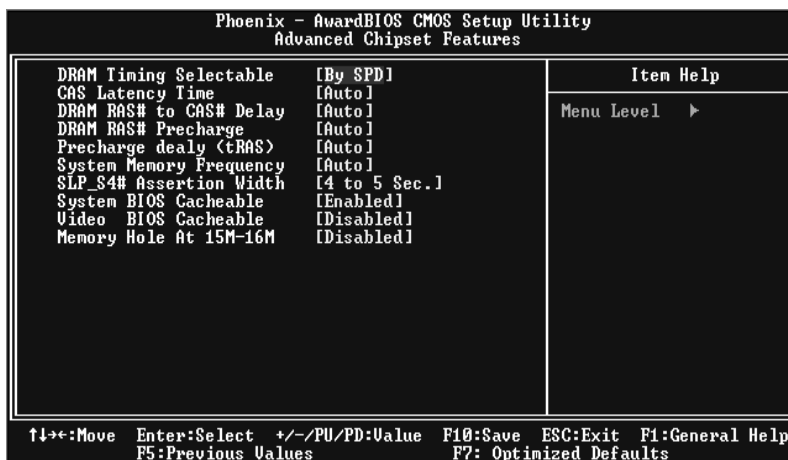 Phoenix - AwardBIOS CMOS Setup Utility
Advanced Chipset Features
DRAM Timing Selectable [By SPD]
CAS Latency Time [Auto]
DRAM RAS# to CAS# Delay [Auto]
DRAM RAS# Precharge [Auto]
Precharge dealy (tRAS) [Auto]
System Memory Frequency [Auto]
SLP_S4# Assertion Width [4 to 5 Sec.]
System BIOS Cacheable [Enabled]
Video BIOS Cacheable [Disabled]
Memory Hole At 15M-16M [Disabled]
Item Help
Menu Level ▶
↑↓→←:Move Enter:Select +/-/PU/PD:Value F10:Save ESC:Exit F1:General Help
F5:Previous Values F7: Optimized Defaults